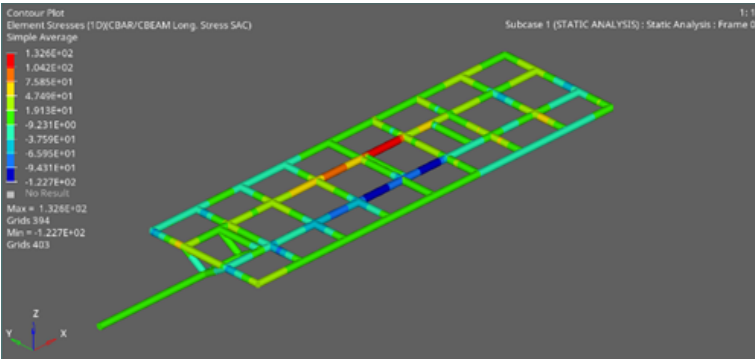 Contour Plot
Element Stresses (1D)(CBAR/CBEAM Long. Stress SAC)
Simple Average
1.326E+02
1.042E+02
7.585E+01
4.749E+01
1.913E+01
-9.231E+00
-3.759E+01
-6.595E+01
-9.431E+01
-1.227E+02
No Result
Max = 1.326E+02
Grids 394
Min = -1.227E+02
Grids 403
1: 1
Subcase 1 (STATIC ANALYSIS) : Static Analysis : Frame 0
Z
Y
X